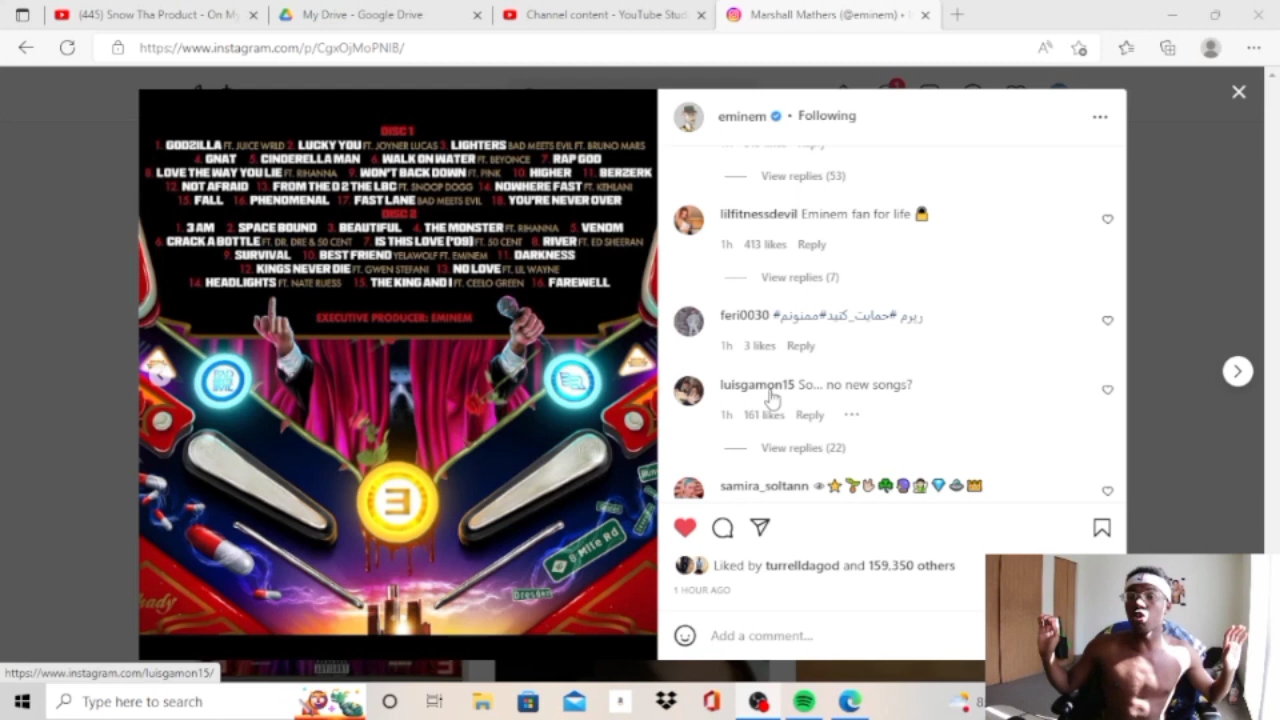 (445) Snow Tha Product - On My
My Drive - Google Drive
Channel content - YouTube Stud
Marshall Mathers (@eminem) •
https://www.instagram.com/p/CgxOjMoPNlB/
DISC 1
1. GODZILLA FT. JUICE WRLD 2. LUCKY YOU FT. JOYNER LUCAS 3. LIGHTERS BAD MEETS EVIL FT. BRUNO MARS
4. GNAT 5. CINDERELLA MAN 6. WALK ON WATER FT. BEYONCE 7. RAP GOD
8. LOVE THE WAY YOU LIE FT. RIHANNA 9. WON'T BACK DOWN FT. PINK 10. HIGHER 11. BERZERK
12. NOT AFRAID 13. FROM THE D 2 THE LBC FT. SNOOP DOGG 14. NOWHERE FAST FT. KEHLANI
15. FALL 16. PHENOMENAL 17. FAST LANE BAD MEETS EVIL 18. YOU'RE NEVER OVER
DISC 2
1. 3 AM 2. SPACE BOUND 3. BEAUTIFUL 4. THE MONSTER FT. RIHANNA 5. VENOM
6. CRACK A BOTTLE FT. DR. DRE & 50 CENT 7. IS THIS LOVE ('09) FT. 50 CENT 8. RIVER FT. ED SHEERAN
9. SURVIVAL 10. BEST FRIEND YELAWOLF FT. EMINEM 11. DARKNESS
12. KINGS NEVER DIE FT. GWEN STEFANI 13. NO LOVE FT. LIL WAYNE
14. HEADLIGHTS FT. NATE RUESS 15. THE KING AND I FT. CEELO GREEN 16. FAREWELL
EXECUTIVE PRODUCER: EMINEM
8 Mile Rd
Dresden
E
eminem • Following
View replies (53)
lilfitnessdevil Eminem fan for life
1h 413 likes Reply
View replies (7)
feri0030 ریرم #حمایت_کنید#ممنونم#
1h 3 likes Reply
luisgamon15 So... no new songs?
1h 161 likes Reply
View replies (22)
samira_soltann
Liked by turrelldagod and 159,350 others
1 HOUR AGO
Add a comment...
https://www.instagram.com/luisgamon15/
Type here to search